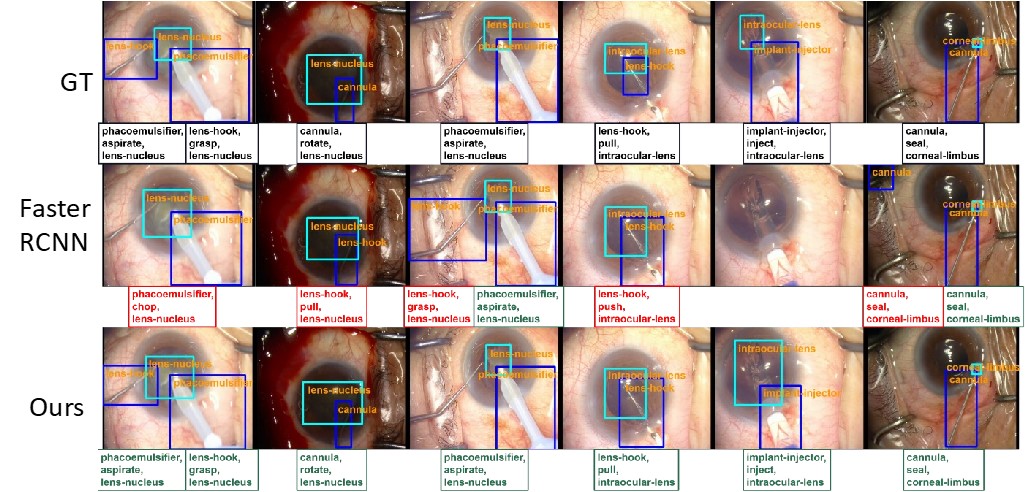 GT
lens-hook
lens-nucleus
phacoemulsifier
lens-nucleus
cannula
lens-nucleus
phacoemulsifier
intraocular-lens
lens-hook
intraocular-lens
implant-injector
corneal-limbus
cannula
phacoemulsifier,
aspirate,
lens-nucleus
lens-hook,
grasp,
lens-nucleus
cannula,
rotate,
lens-nucleus
phacoemulsifier,
aspirate,
lens-nucleus
lens-hook,
pull,
intraocular-lens
implant-injector,
inject,
intraocular-lens
cannula,
seal,
corneal-limbus
Faster
RCNN
lens-nucleus
phacoemulsifier
lens-nucleus
lens-hook
lens-hook
lens-nucleus
phacoemulsifier
intraocular-lens
lens-hook
cannula
corneal-limbus
cannula
phacoemulsifier,
chop,
lens-nucleus
lens-hook,
pull,
lens-nucleus
lens-hook,
grasp,
lens-nucleus
phacoemulsifier,
aspirate,
lens-nucleus
lens-hook,
push,
intraocular-lens
cannula,
seal,
corneal-limbus
cannula,
seal,
corneal-limbus
Ours
lens-hook
lens-nucleus
phacoemulsifier
lens-nucleus
cannula
lens-nucleus
phacoemulsifier
intraocular-lens
lens-hook
intraocular-lens
implant-injector
corneal-limbus
cannula
phacoemulsifier,
aspirate,
lens-nucleus
lens-hook,
grasp,
lens-nucleus
cannula,
rotate,
lens-nucleus
phacoemulsifier,
aspirate,
lens-nucleus
lens-hook,
pull,
intraocular-lens
implant-injector,
inject,
intraocular-lens
cannula,
seal,
corneal-limbus